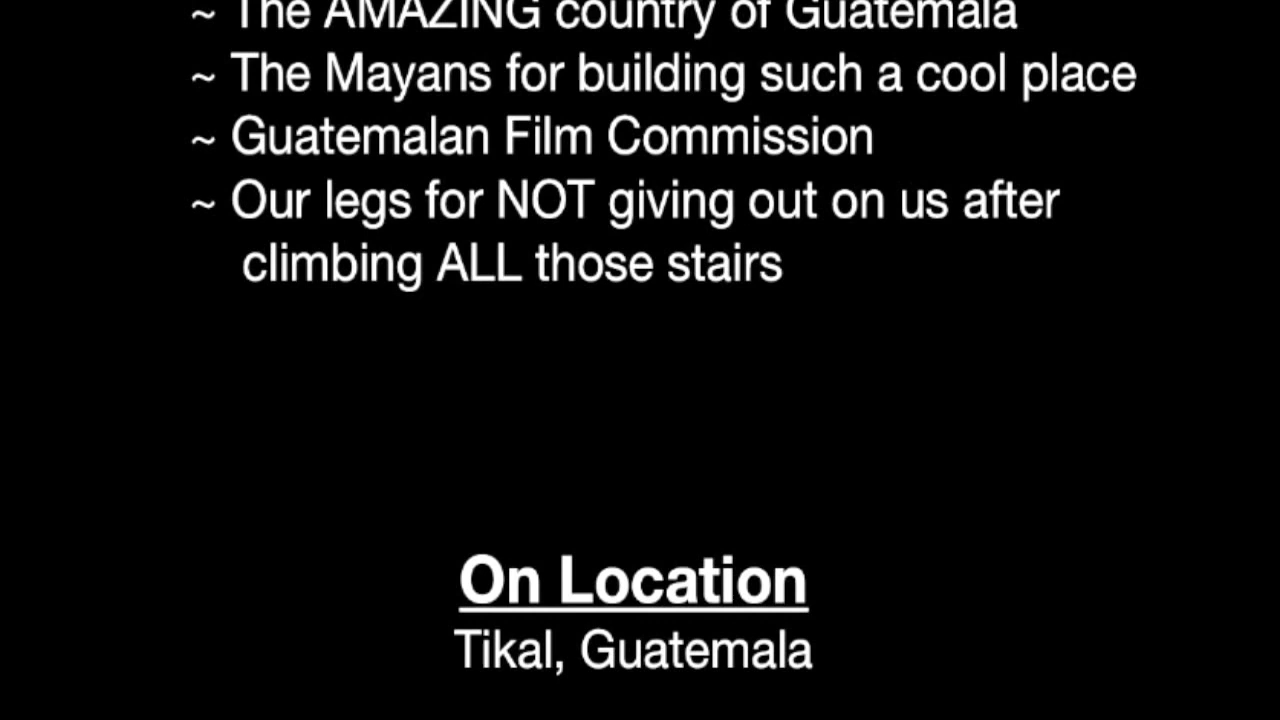 ~ The AMAZING country of Guatemala
~ The Mayans for building such a cool place
~ Guatemalan Film Commission
~ Our legs for NOT giving out on us after
climbing ALL those stairs
On Location
Tikal, Guatemala